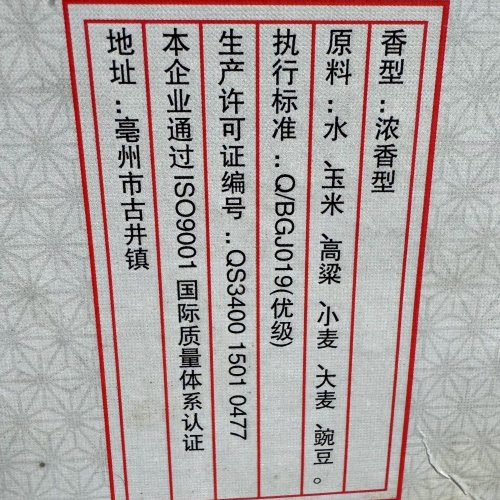 香型：浓香型
原料：水、玉米、高粱、小麦、大麦、豌豆。
执行标准：Q/BGJ019(优级)
生产许可证编号：QS3400 1501 0477
本企业通过ISO9001国际质量体系认证
地址：亳州市古井镇